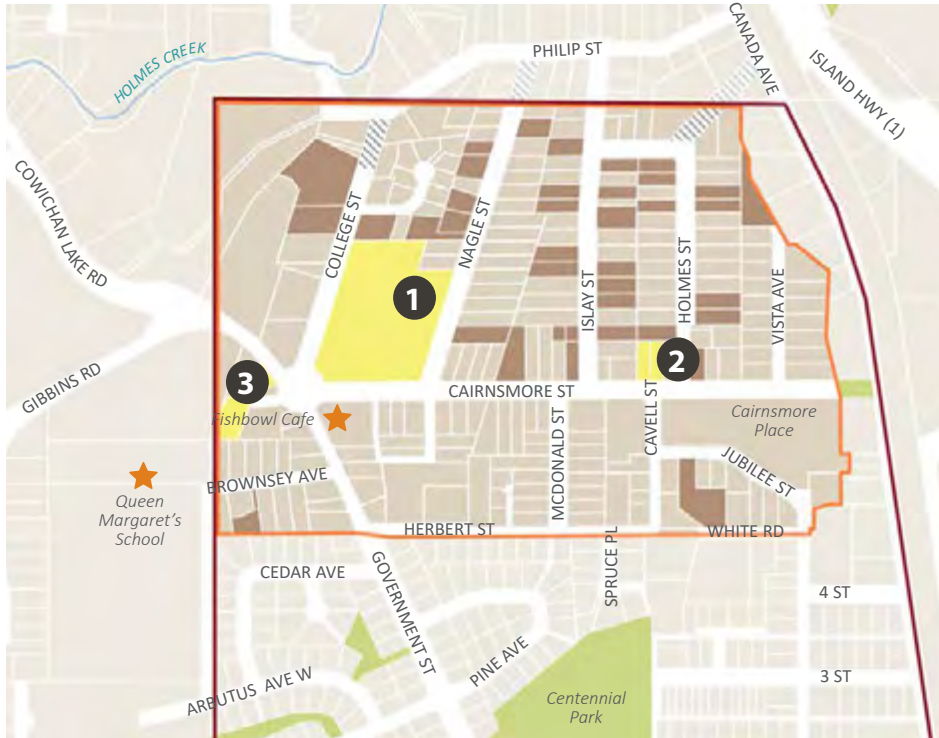 PHILIP ST
CANADA AVE
HOLMES CREEK
ISLAND HWY (1)
COWICHAN LAKE RD
COLLEGE ST
NAGLE ST
ISLAY ST
HOLMES ST
VISTA AVE
1
2
3
GIBBINS RD
CAIRNSMORE ST
Fishbowl Cafe
MCDONALD ST
CAVELL ST
Cairnsmore
Place
JUBILEE ST
BROWNSEY AVE
Queen
Margaret's
School
HERBERT ST
WHITE RD
CEDAR AVE
GOVERNMENT ST
SPRUCE PL
4 ST
PINE AVE
3 ST
ARBUTUS AVE W
Centennial
Park